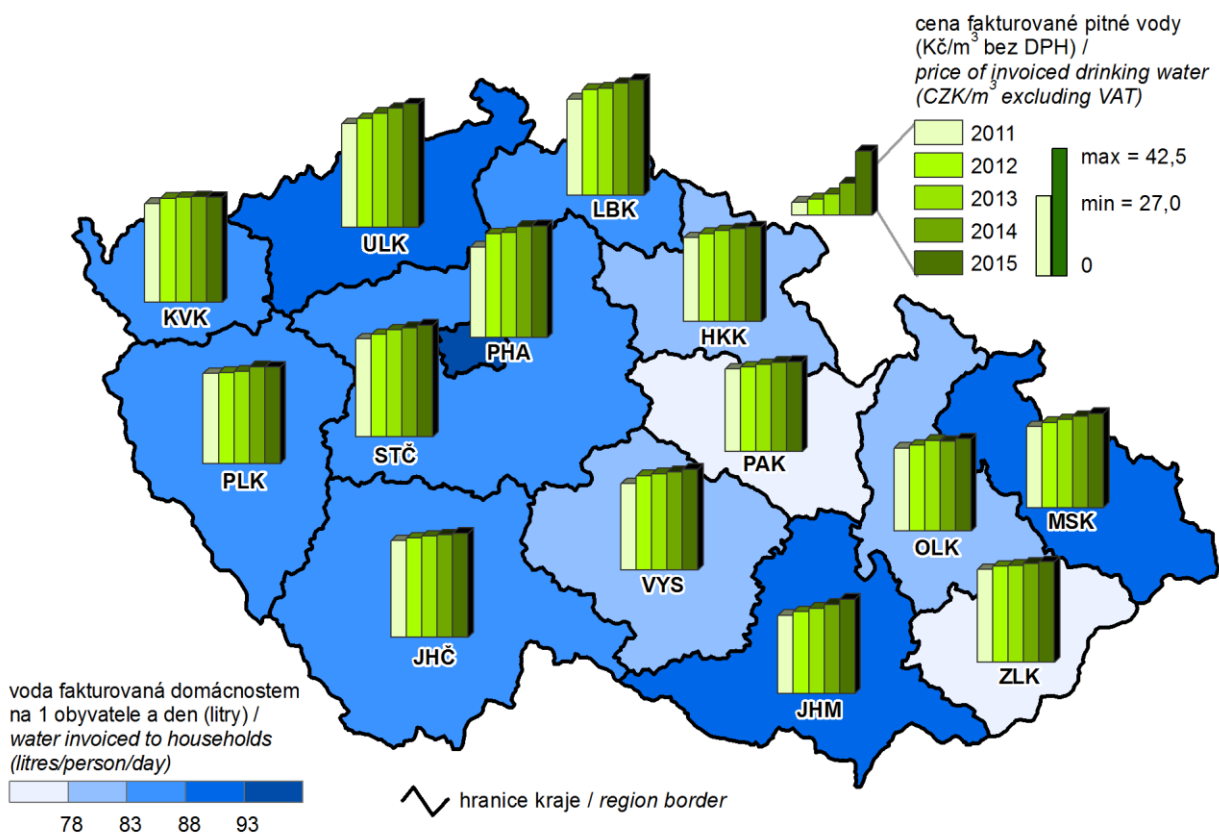 cena fakturované pitné vody
(Kč/m³ bez DPH) /
price of invoiced drinking water
(CZK/m³ excluding VAT)
2011
2012
2013
2014
2015
max = 42,5
min = 27,0
0
LBK
ULK
KVK
HKK
PHA
STČ
PLK
PAK
MSK
OLK
VYS
JHČ
ZLK
JHM
voda fakturovaná domácnostem
na 1 obyvatele a den (litry) /
water invoiced to households
(litres/person/day)
78 83 88 93
hranice kraje / region border